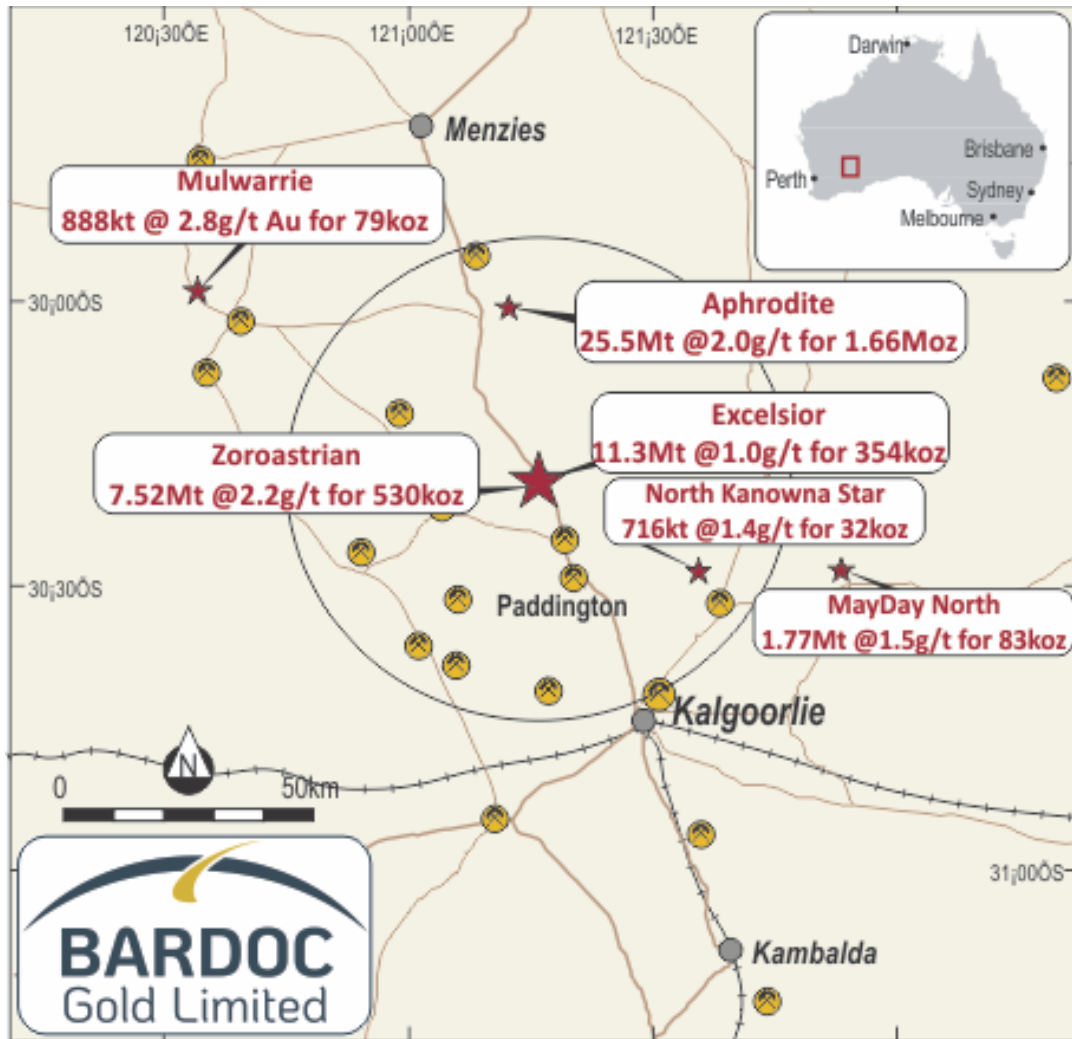 120¡30ÕE
121¡00ÕE
121¡30ÕE
Darwin
Brisbane
Perth
Sydney
Melbourne
Menzies
Mulwarrie
888kt @ 2.8g/t Au for 79koz
30¡00ÕS
Aphrodite
25.5Mt @2.0g/t for 1.66Moz
Excelsior
11.3Mt @1.0g/t for 354koz
Zoroastrian
7.52Mt @2.2g/t for 530koz
North Kanowna Star
716kt @1.4g/t for 32koz
30¡30ÕS
Paddington
MayDay North
1.77Mt @1.5g/t for 83koz
Kalgoorlie
N
0
50km
31¡00ÕS
BARDOC
Gold Limited
Kambalda